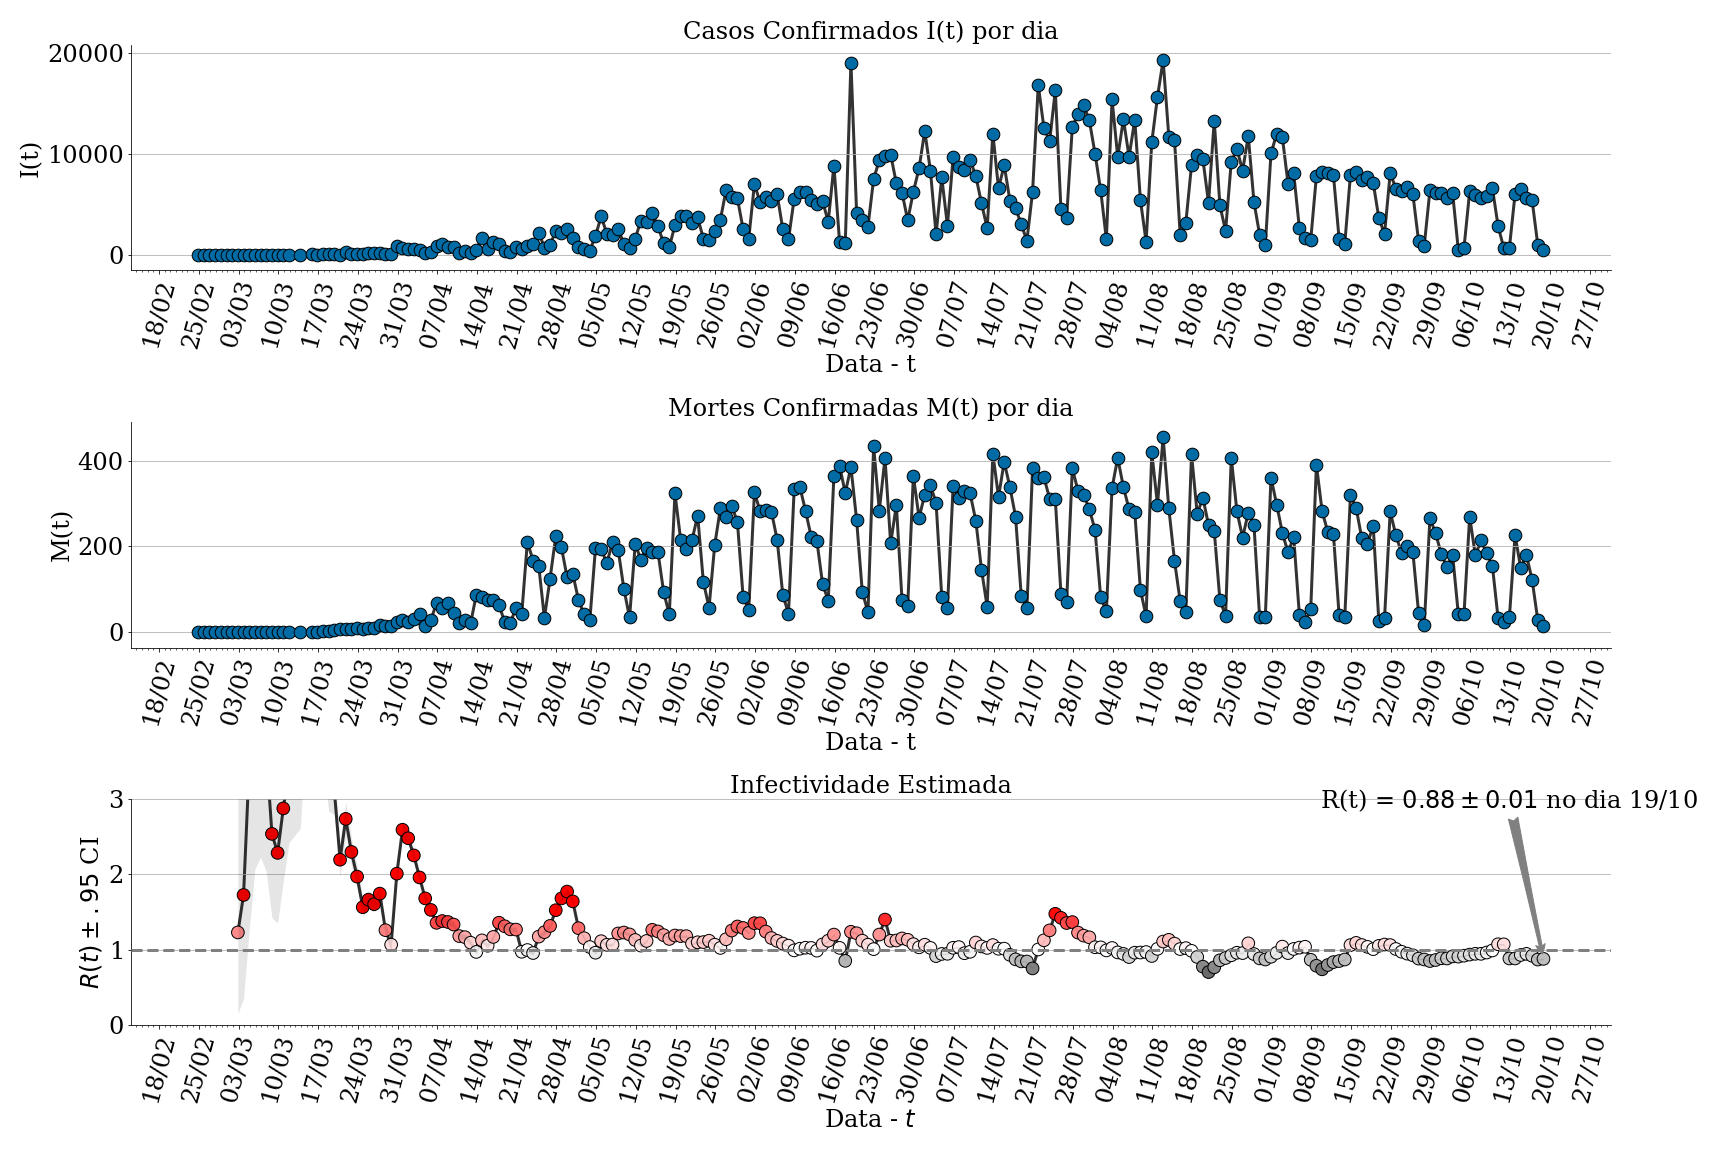 Casos Confirmados I(t) por dia
I(t)
20000
10000
0
18/02 25/02 03/03 10/03 17/03 24/03 31/03 07/04 14/04 21/04 28/04 05/05 12/05 19/05 26/05 02/06 09/06 16/06 23/06 30/06 07/07 14/07 21/07 28/07 04/08 11/08 18/08 25/08 01/09 08/09 15/09 22/09 29/09 06/10 13/10 20/10 27/10
Data - t
Mortes Confirmadas M(t) por dia
M(t)
400
200
0
18/02 25/02 03/03 10/03 17/03 24/03 31/03 07/04 14/04 21/04 28/04 05/05 12/05 19/05 26/05 02/06 09/06 16/06 23/06 30/06 07/07 14/07 21/07 28/07 04/08 11/08 18/08 25/08 01/09 08/09 15/09 22/09 29/09 06/10 13/10 20/10 27/10
Data - t
Infectividade Estimada
R(t) = 0.88 ± 0.01 no dia 19/10
R(t) ± .95 CI
3
2
1
0
18/02 25/02 03/03 10/03 17/03 24/03 31/03 07/04 14/04 21/04 28/04 05/05 12/05 19/05 26/05 02/06 09/06 16/06 23/06 30/06 07/07 14/07 21/07 28/07 04/08 11/08 18/08 25/08 01/09 08/09 15/09 22/09 29/09 06/10 13/10 20/10 27/10
Data - t